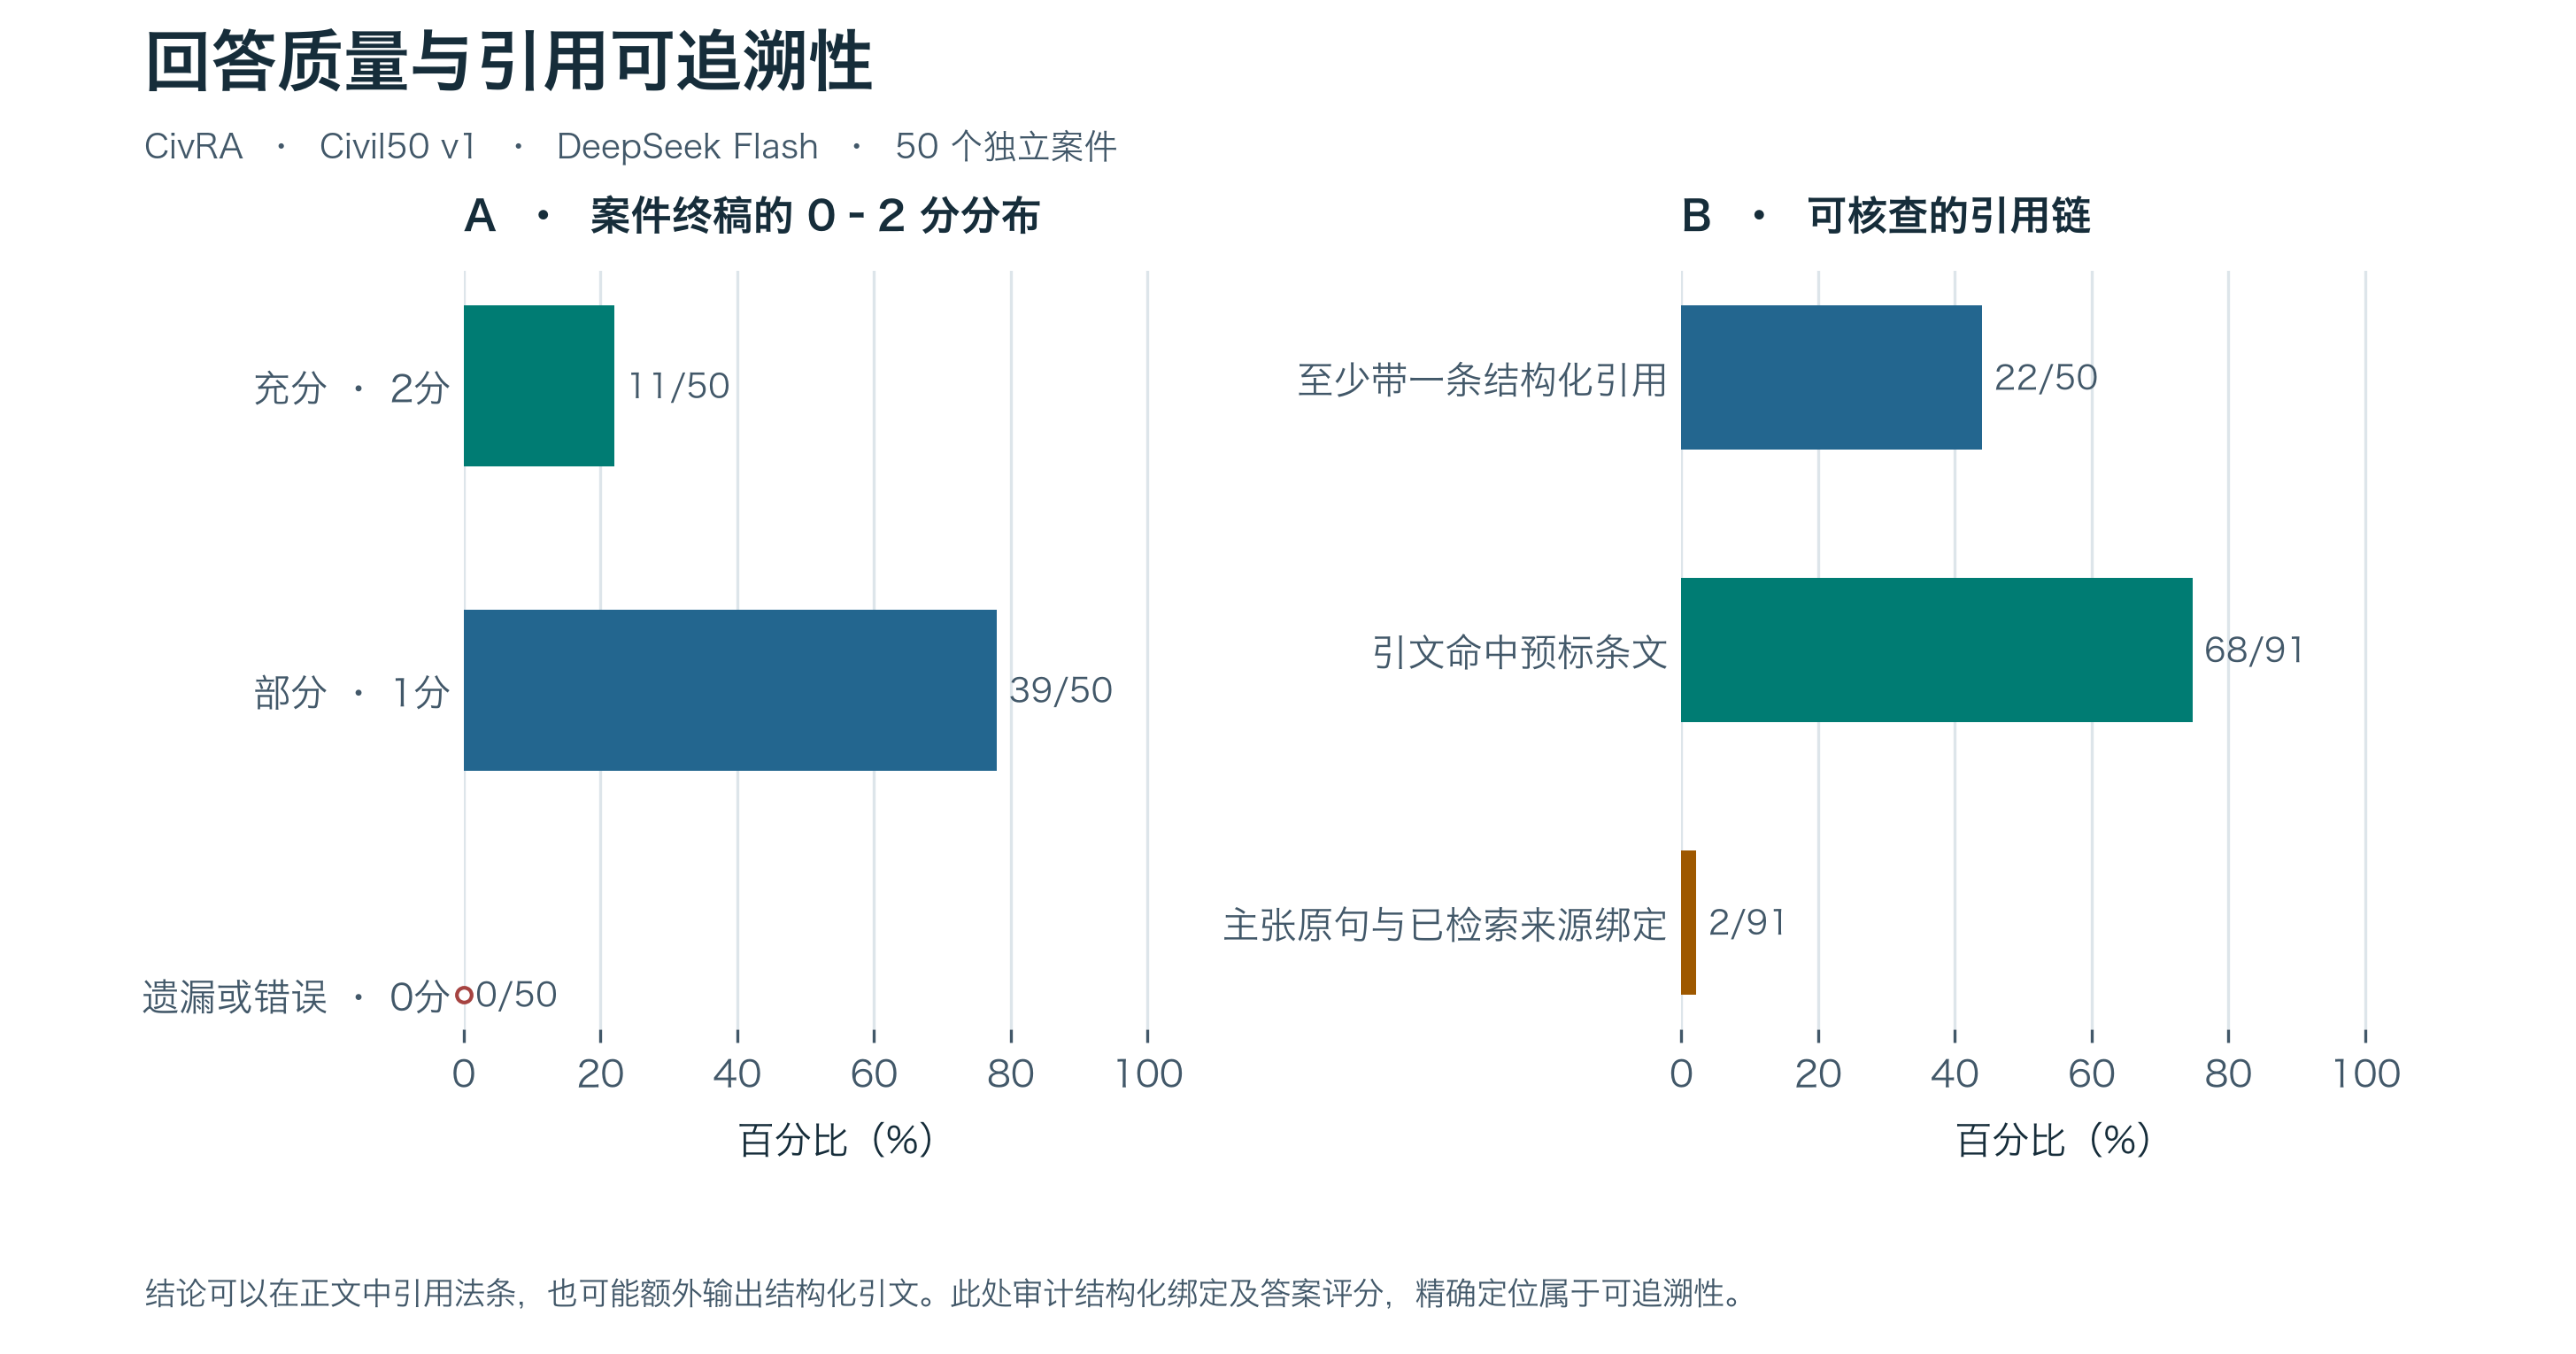 回答质量与引用可追溯性
CivRA · Civil50 v1 · DeepSeek Flash · 50 个独立案件
A · 案件终稿的 0 - 2 分分布
充分 · 2分 11/50
部分 · 1分 39/50
遗漏或错误 · 0分 0/50
0 20 40 60 80 100
百分比（%）
B · 可核查的引用链
至少带一条结构化引用 22/50
引文命中预标条文 68/91
主张原句与已检索来源绑定 2/91
0 20 40 60 80 100
百分比（%）
结论可以在正文中引用法条，也可能额外输出结构化引文。此处审计结构化绑定及答案评分，精确定位属于可追溯性。